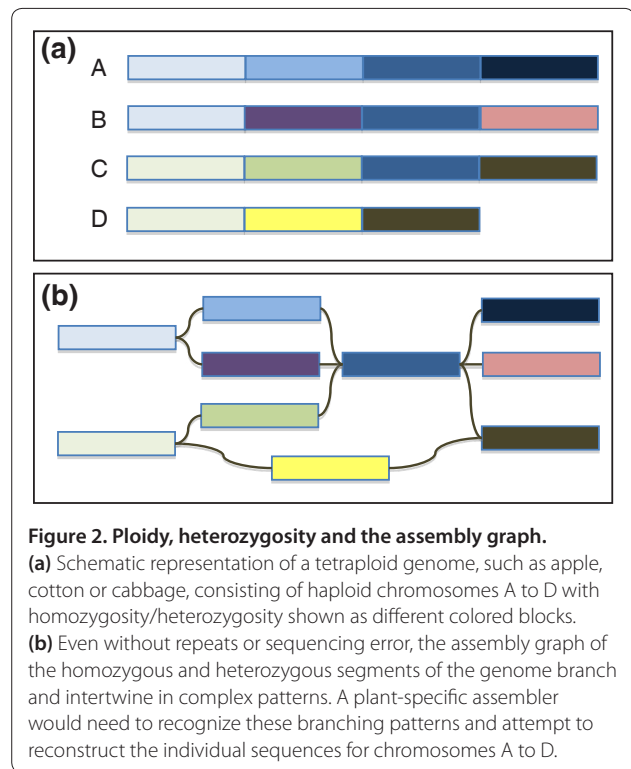 (a)
A
B
C
D
(b)
Figure 2. Ploidy, heterozygosity and the assembly graph.
(a) Schematic representation of a tetraploid genome, such as apple,
cotton or cabbage, consisting of haploid chromosomes A to D with
homozygosity/heterozygosity shown as different colored blocks.
(b) Even without repeats or sequencing error, the assembly graph of
the homozygous and heterozygous segments of the genome branch
and intertwine in complex patterns. A plant-specific assembler
would need to recognize these branching patterns and attempt to
reconstruct the individual sequences for chromosomes A to D.